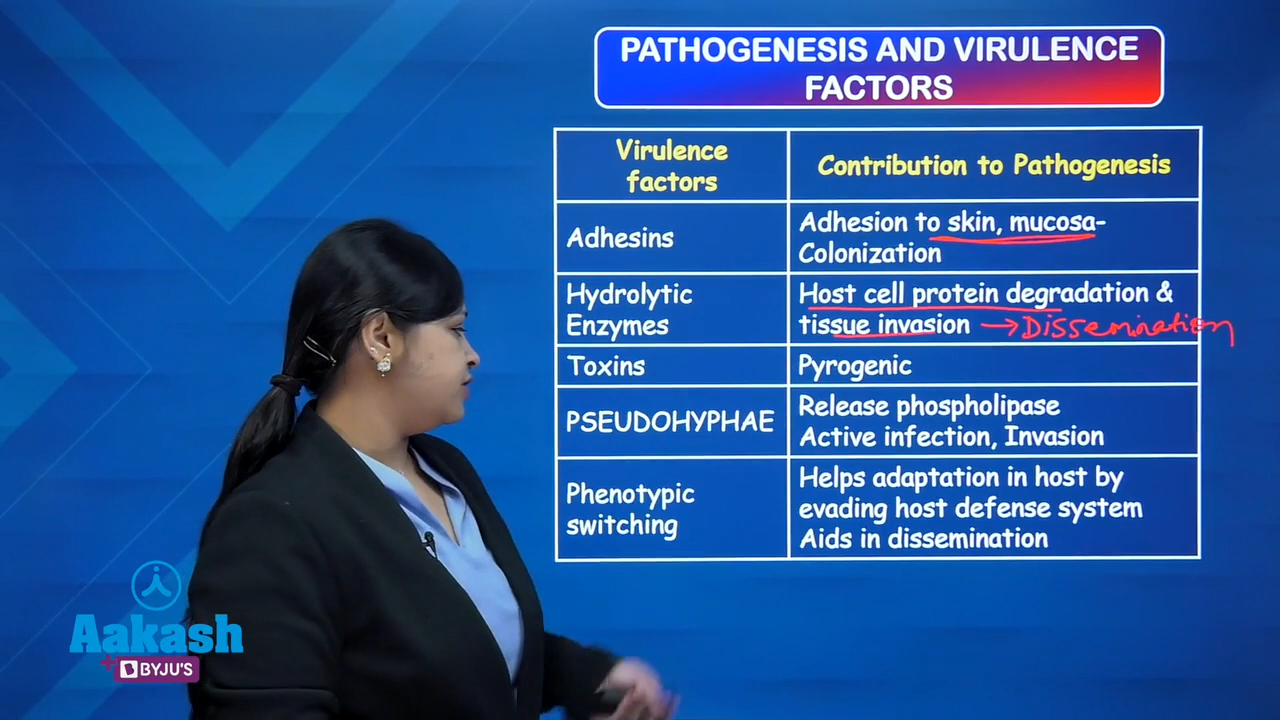 PATHOGENESIS AND VIRULENCE
FACTORS
Virulence
factors
Contribution to Pathogenesis
Adhesins
Adhesion to skin, mucosa-
Colonization
Hydrolytic
Enzymes
Host cell protein degradation &
tissue invasion → Dissemination
Toxins
Pyrogenic
PSEUDOHYPHAE
Release phospholipase
Active infection, Invasion
Phenotypic
switching
Helps adaptation in host by
evading host defense system
Aids in dissemination
Aakash
+ BYJU'S